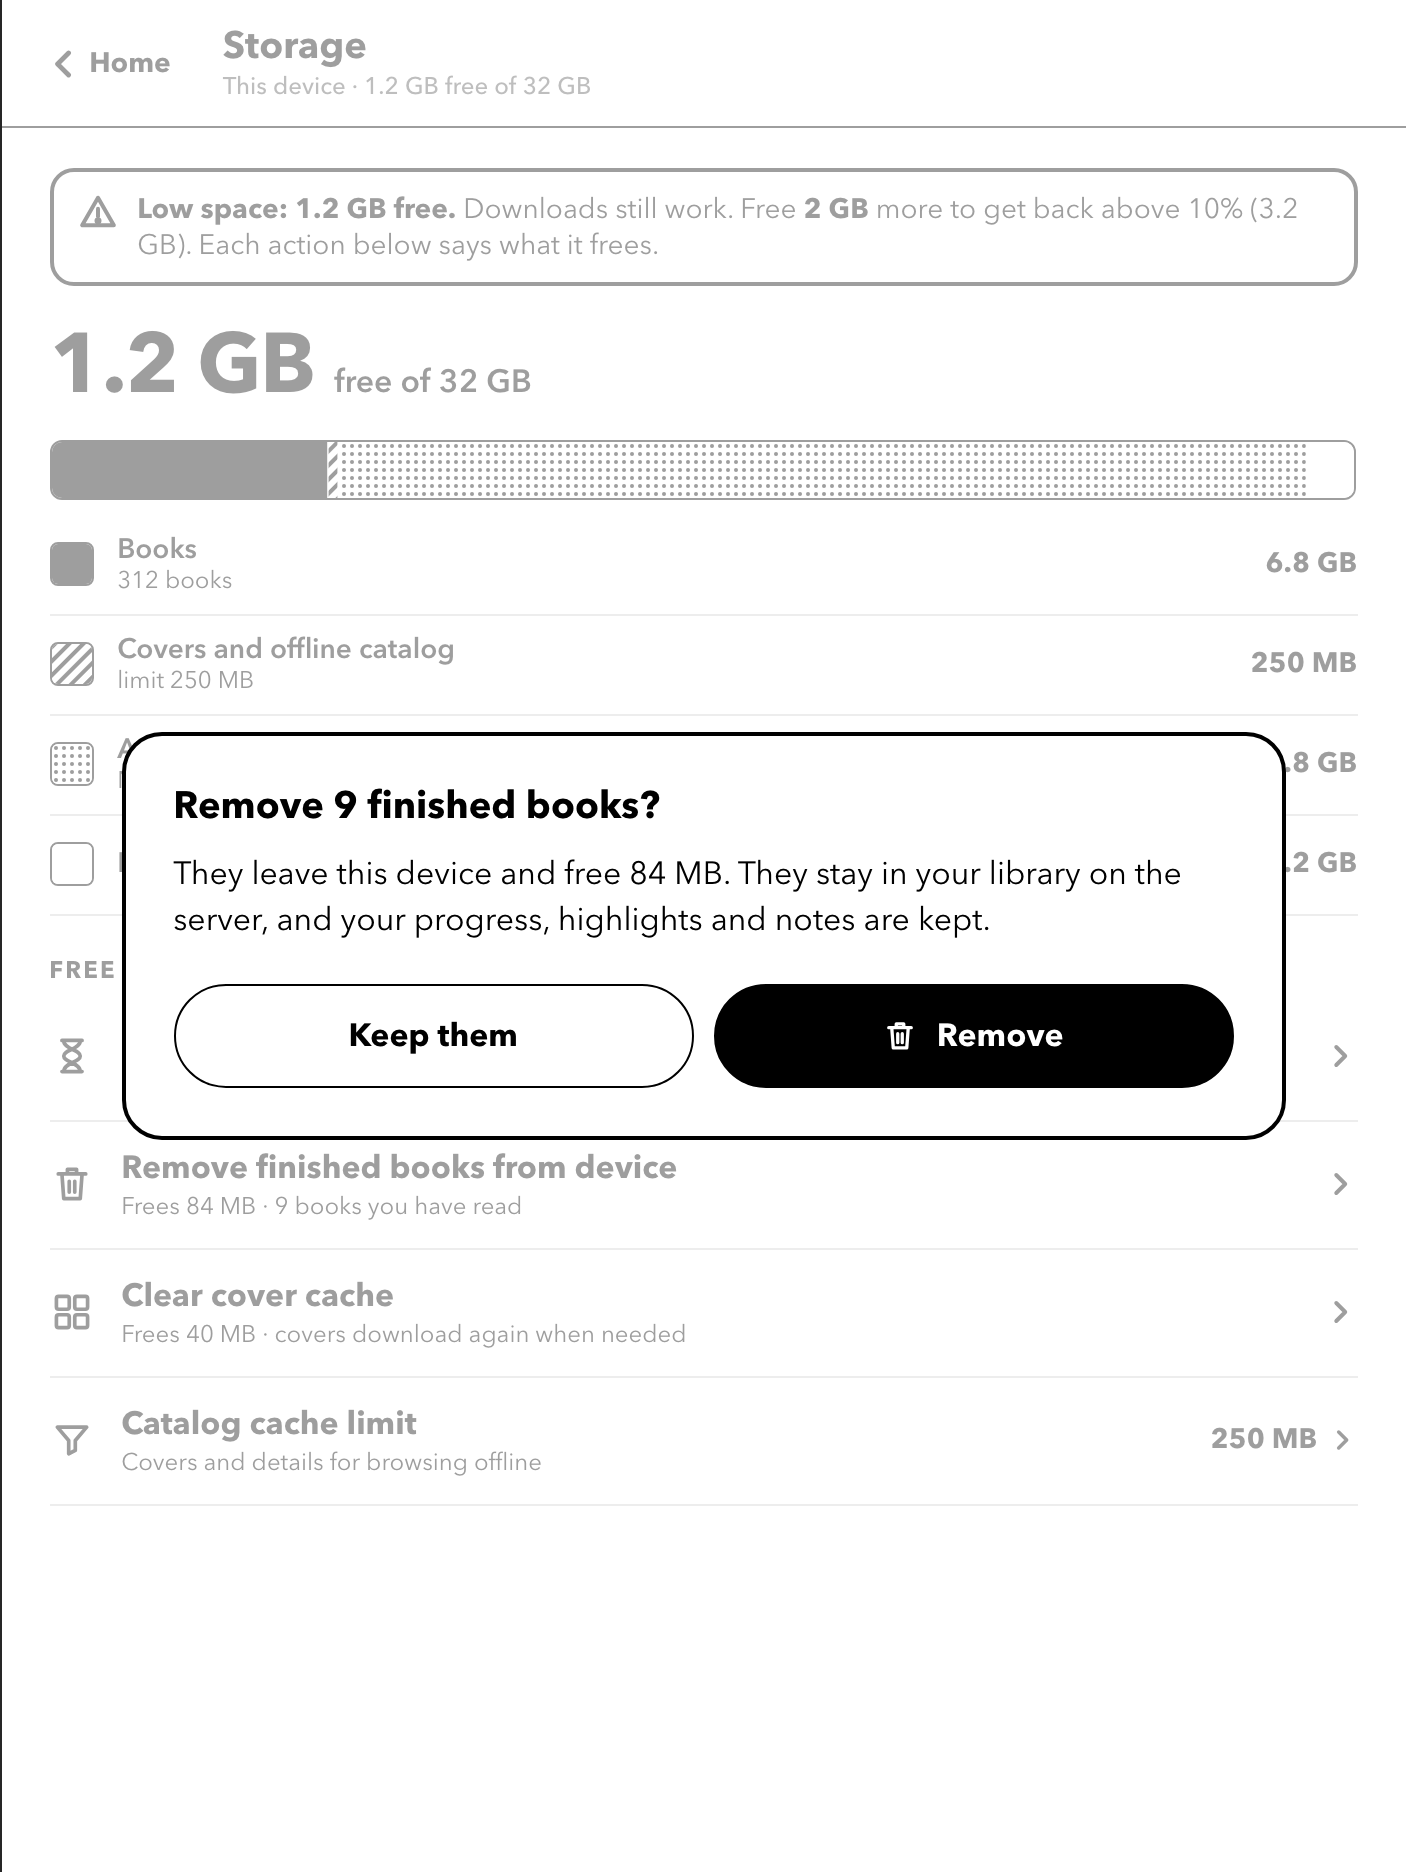 Home
Storage
This device · 1.2 GB free of 32 GB
Low space: 1.2 GB free. Downloads still work. Free 2 GB more to get back above 10% (3.2
GB). Each action below says what it frees.
1.2 GB free of 32 GB
Books
312 books
6.8 GB
Covers and offline catalog
limit 250 MB
250 MB
.8 GB
.2 GB
Remove 9 finished books?
They leave this device and free 84 MB. They stay in your library on the
server, and your progress, highlights and notes are kept.
Keep them
Remove
FREE
Remove finished books from device
Frees 84 MB · 9 books you have read
Clear cover cache
Frees 40 MB · covers download again when needed
Catalog cache limit
Covers and details for browsing offline
250 MB